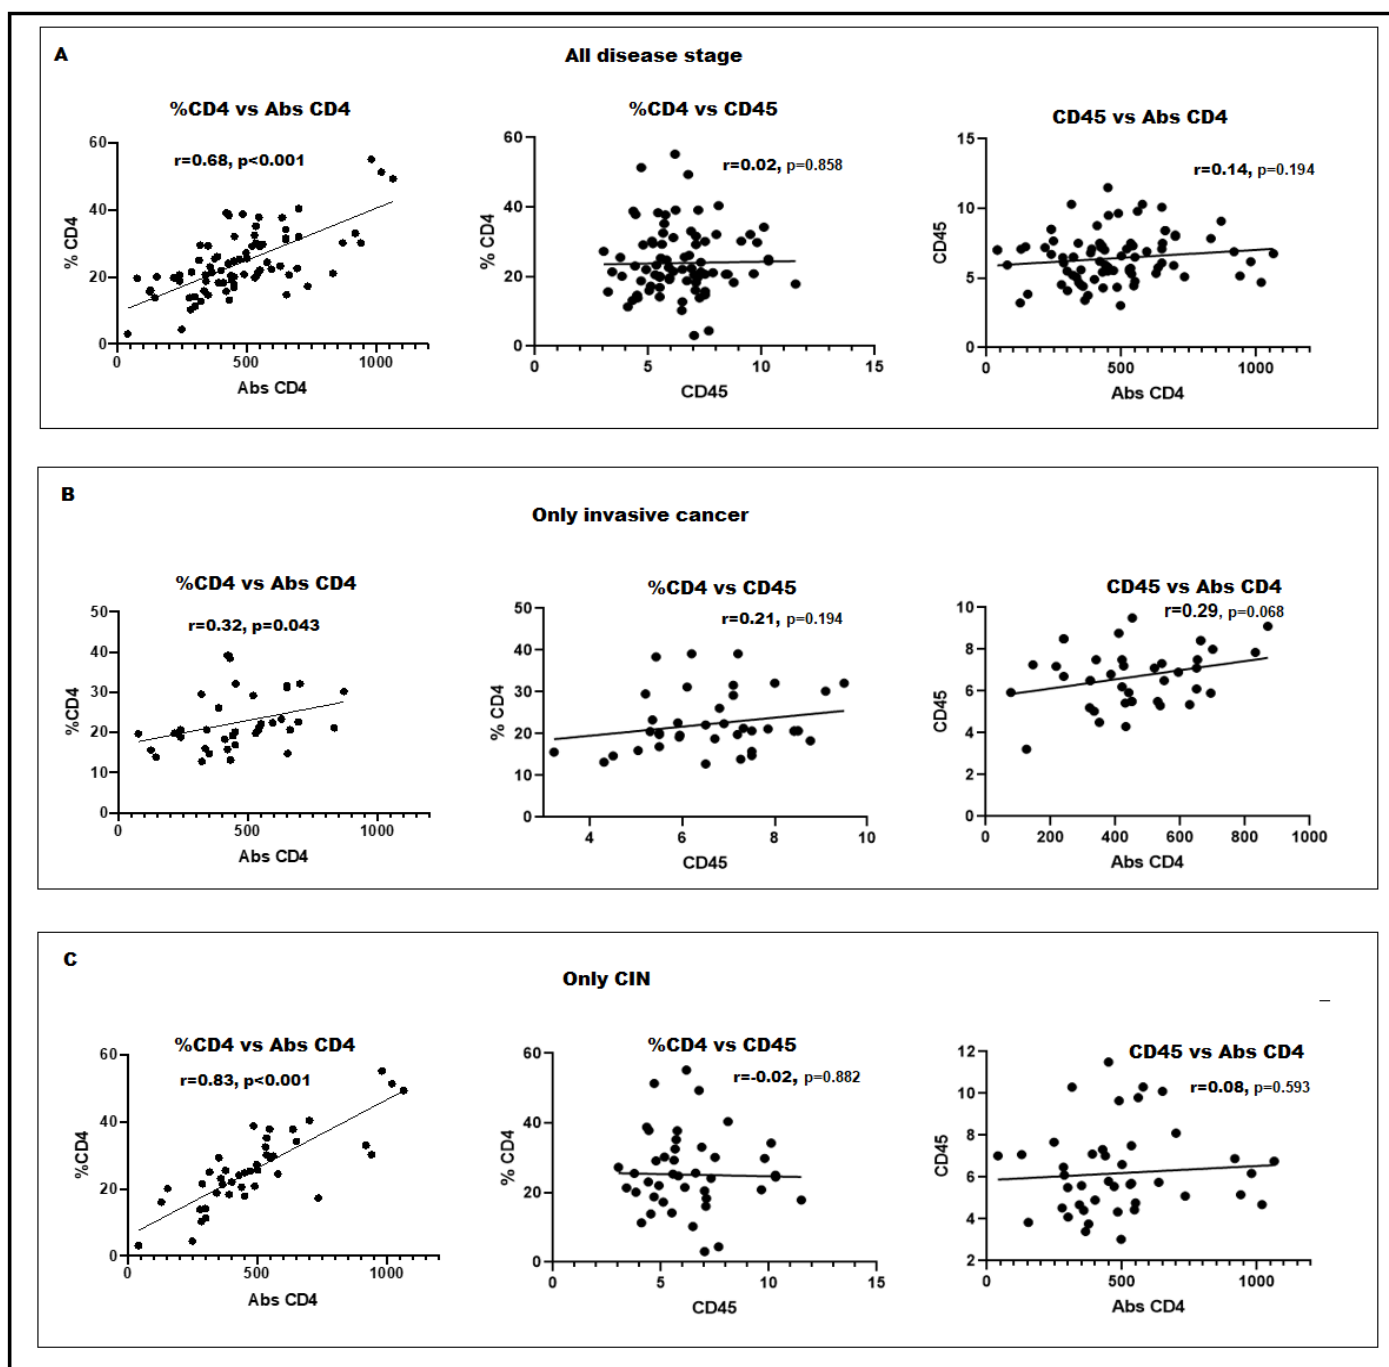 A
All disease stage
%CD4 vs Abs CD4
r=0.68, p<0.001
60
40
20
0
% CD4
0
500
1000
Abs CD4
%CD4 vs CD45
r=0.02, p=0.858
60
40
20
0
% CD4
0
5
10
15
CD45
CD45 vs Abs CD4
r=0.14, p=0.194
15
10
5
0
CD45
0
500
1000
Abs CD4
B
Only invasive cancer
%CD4 vs Abs CD4
r=0.32, p=0.043
50
40
30
20
10
0
%CD4
0
500
1000
Abs CD4
%CD4 vs CD45
r=0.21, p=0.194
50
40
30
20
10
0
% CD4
4
6
8
10
CD45
CD45 vs Abs CD4
r=0.29, p=0.068
10
8
6
4
2
0
CD45
0
200
400
600
800
1000
Abs CD4
C
Only CIN
%CD4 vs Abs CD4
r=0.83, p<0.001
60
40
20
0
%CD4
0
500
1000
Abs CD4
%CD4 vs CD45
r=-0.02, p=0.882
60
40
20
0
% CD4
0
5
10
15
CD45
CD45 vs Abs CD4
r=0.08, p=0.593
12
10
8
6
4
2
CD45
0
500
1000
Abs CD4